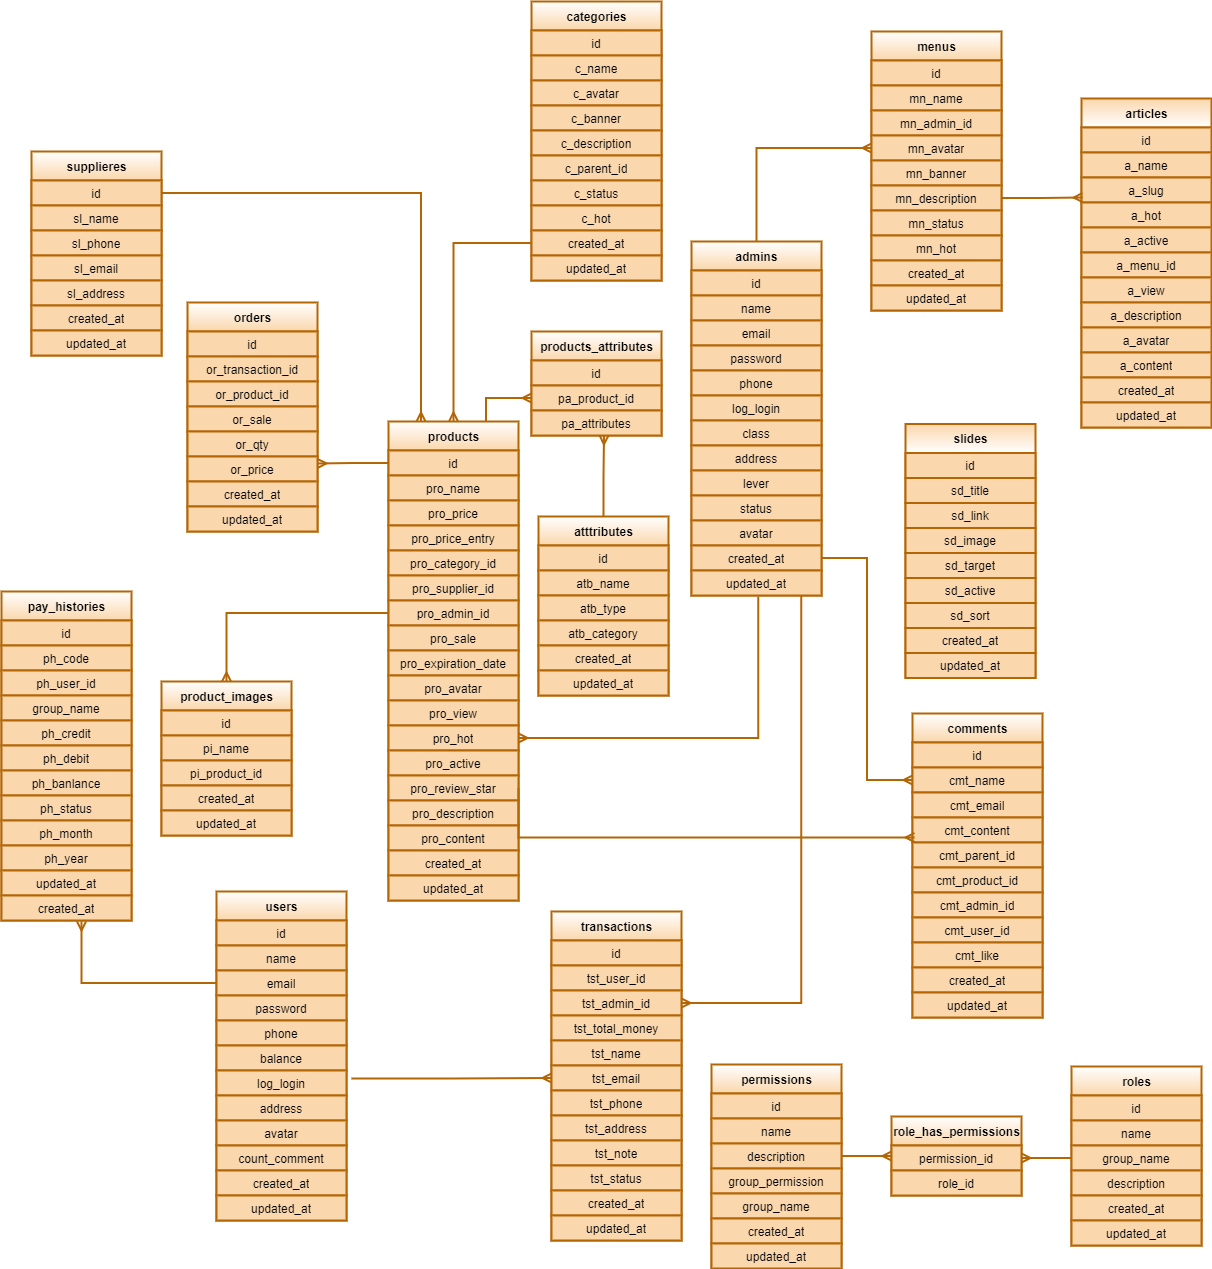 categories
id
c_name
c_avatar
c_banner
c_description
c_parent_id
c_status
c_hot
created_at
updated_at
menus
id
mn_name
mn_admin_id
mn_avatar
mn_banner
mn_description
mn_status
mn_hot
created_at
updated_at
articles
id
a_name
a_slug
a_hot
a_active
a_menu_id
a_view
a_description
a_avatar
a_content
created_at
updated_at
supplieres
id
sl_name
sl_phone
sl_email
sl_address
created_at
updated_at
admins
id
name
email
password
phone
log_login
class
address
lever
status
avatar
created_at
updated_at
orders
id
or_transaction_id
or_product_id
or_sale
or_qty
or_price
created_at
updated_at
products_attributes
id
pa_product_id
pa_attributes
products
id
pro_name
pro_price
pro_price_entry
pro_category_id
pro_supplier_id
pro_admin_id
pro_sale
pro_expiration_date
pro_avatar
pro_view
pro_hot
pro_active
pro_review_star
pro_description
pro_content
created_at
updated_at
slides
id
sd_title
sd_link
sd_image
sd_target
sd_active
sd_sort
created_at
updated_at
atttributes
id
atb_name
atb_type
atb_category
created_at
updated_at
pay_histories
id
ph_code
ph_user_id
group_name
ph_credit
ph_debit
ph_banlance
ph_status
ph_month
ph_year
updated_at
created_at
product_images
id
pi_name
pi_product_id
created_at
updated_at
comments
id
cmt_name
cmt_email
cmt_content
cmt_parent_id
cmt_product_id
cmt_admin_id
cmt_user_id
cmt_like
created_at
updated_at
users
id
name
email
password
phone
balance
log_login
address
avatar
count_comment
created_at
updated_at
transactions
id
tst_user_id
tst_admin_id
tst_total_money
tst_name
tst_email
tst_phone
tst_address
tst_note
tst_status
created_at
updated_at
permissions
id
name
description
group_permission
group_name
created_at
updated_at
role_has_permissions
permission_id
role_id
roles
id
name
group_name
description
created_at
updated_at